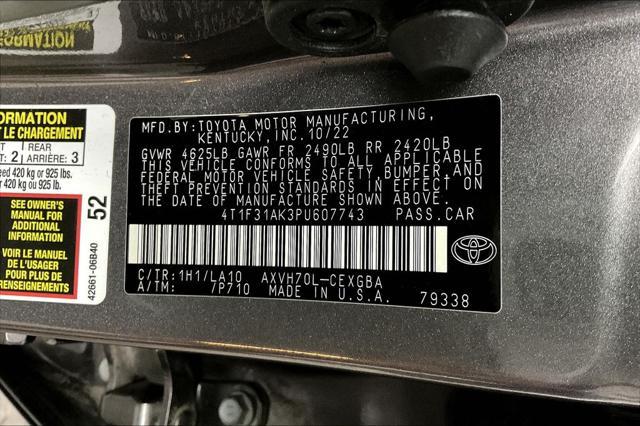 ORMATION
T LE CHARGEMENT
T 2 REAR
ARRIÈRE: 3
eed 420 kg or 925 lbs.
r 420 kg ou 925 lb.
SEE OWNER'S
MANUAL FOR
ADDITIONAL
INFORMATION
VOIR LE MANUEL
DE L'USAGER
POUR PLUS DE
RENSEIGNEMENTS
52
42661-06B40
MFD.BY:TOYOTA MOTOR MANUFACTURING,
KENTUCKY, INC.10/22
GVWR 4625LB GAWR FR 2490LB RR 2420LB
THIS VEHICLE CONFORMS TO ALL APPLICABLE
FEDERAL MOTOR VEHICLE SAFETY,BUMPER,AND
THEFT PREVENTION STANDARDS IN EFFECT ON
THE DATE OF MANUFACTURE SHOWN ABOVE.
4T1F31AK3PU607743 PASS.CAR
C/TR:1H1/LA10 AXVH70L-CEXGBA
A/TM: 7P710 MADE IN U.S.A. 79338